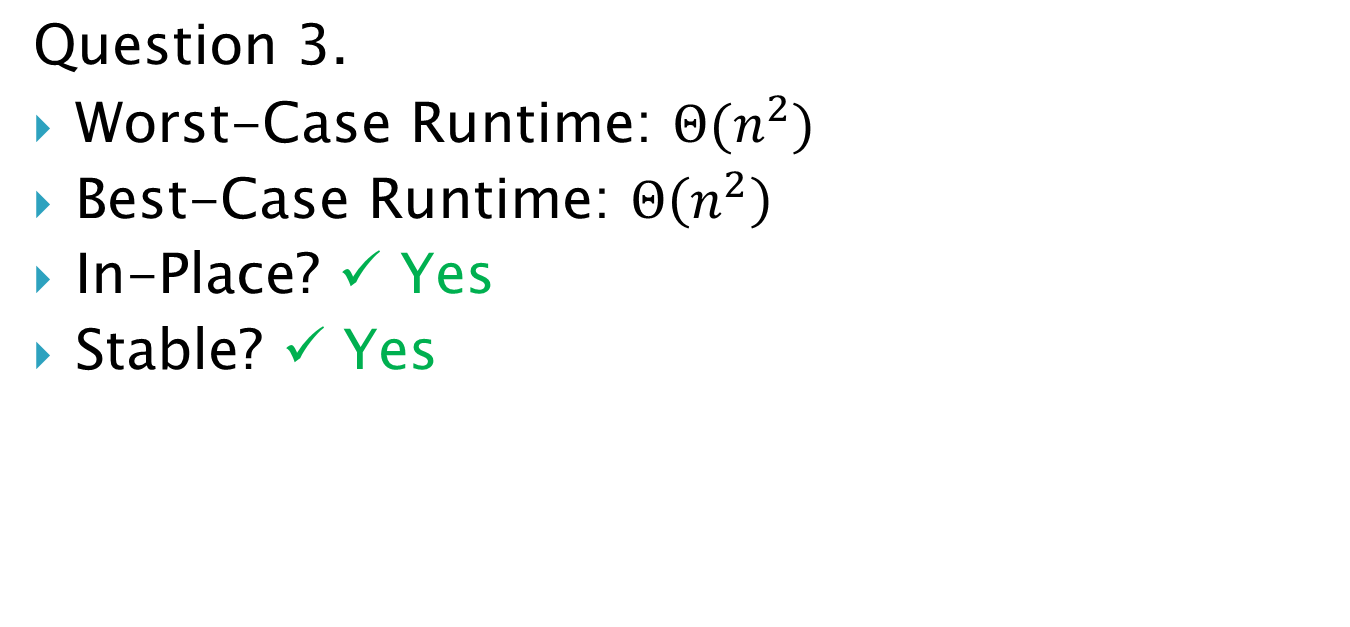 Question 3.
Worst-Case Runtime: Θ(n²)
Best-Case Runtime: Θ(n²)
In-Place? ✓ Yes
Stable? ✓ Yes